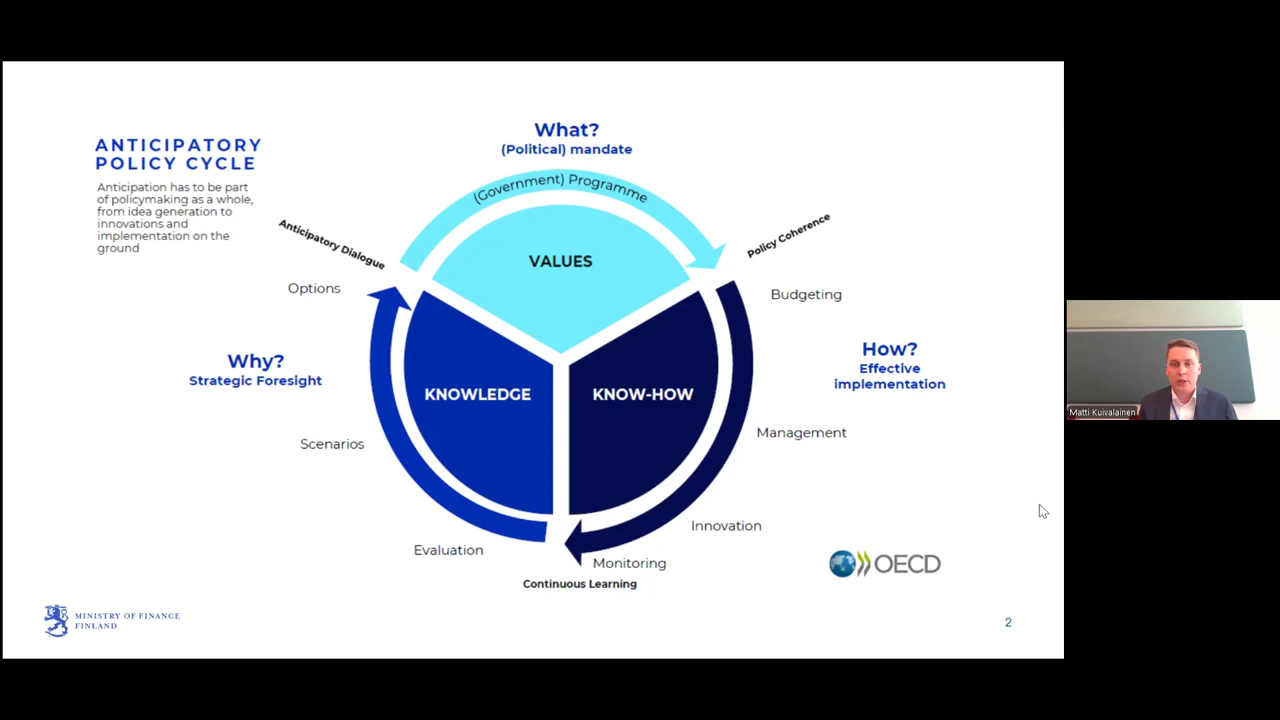 ANTICIPATORY
POLICY CYCLE
Anticipation has to be part
of policymaking as a whole,
from idea generation to
innovations and
implementation on the
ground
What?
(Political) mandate
(Government) Programme
Anticipatory Dialogue
Policy Coherence
VALUES
Options
Budgeting
Why?
Strategic Foresight
How?
Effective
implementation
KNOWLEDGE
KNOW-HOW
Scenarios
Management
Evaluation
Innovation
Monitoring
Continuous Learning
OECD
MINISTRY OF FINANCE
FINLAND
2
Matti Kuivalainen